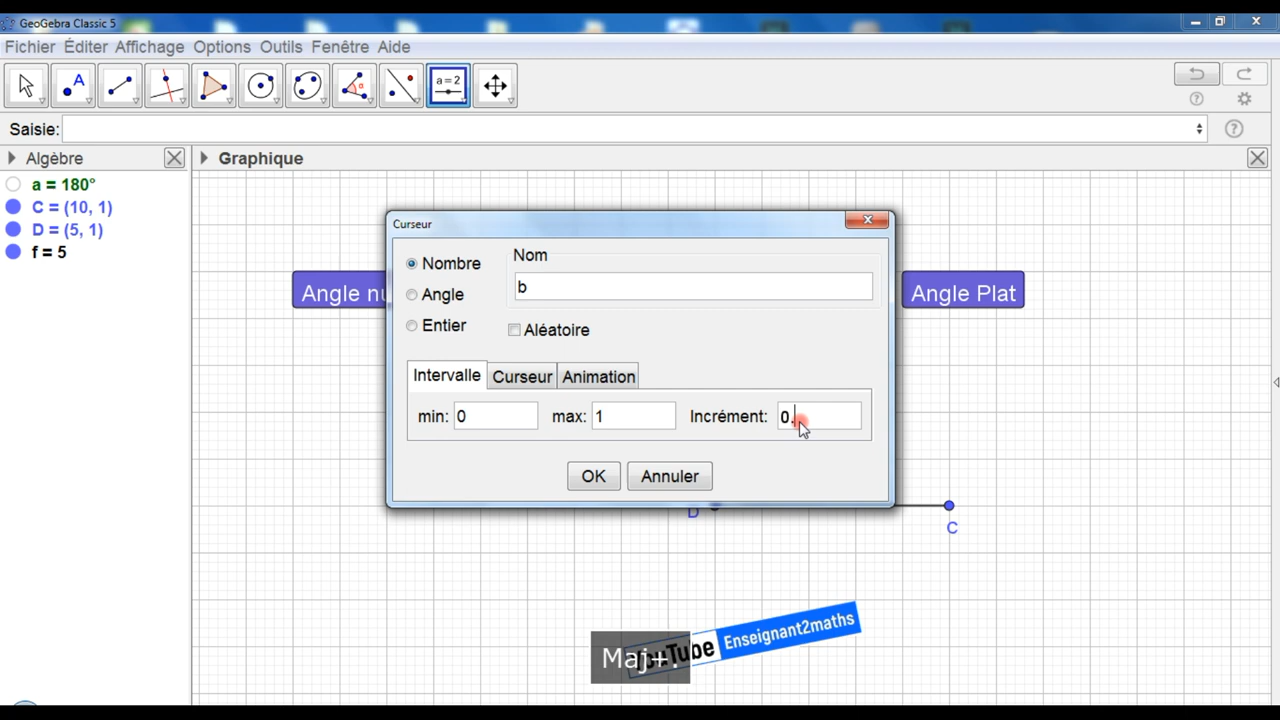 GeoGebra Classic 5
Fichier Éditer Affichage Options Outils Fenêtre Aide
A
α
a=2
Saisie:
Algèbre
Graphique
a = 180°
C = (10, 1)
D = (5, 1)
f = 5
Curseur
Nombre
Nom
Angle
b
Entier
Aléatoire
Intervalle Curseur Animation
min: 0 max: 1 Incrément: 0.
OK Annuler
Angle nu
Angle Plat
D
C
Maj+.
YouTube Enseignant2maths